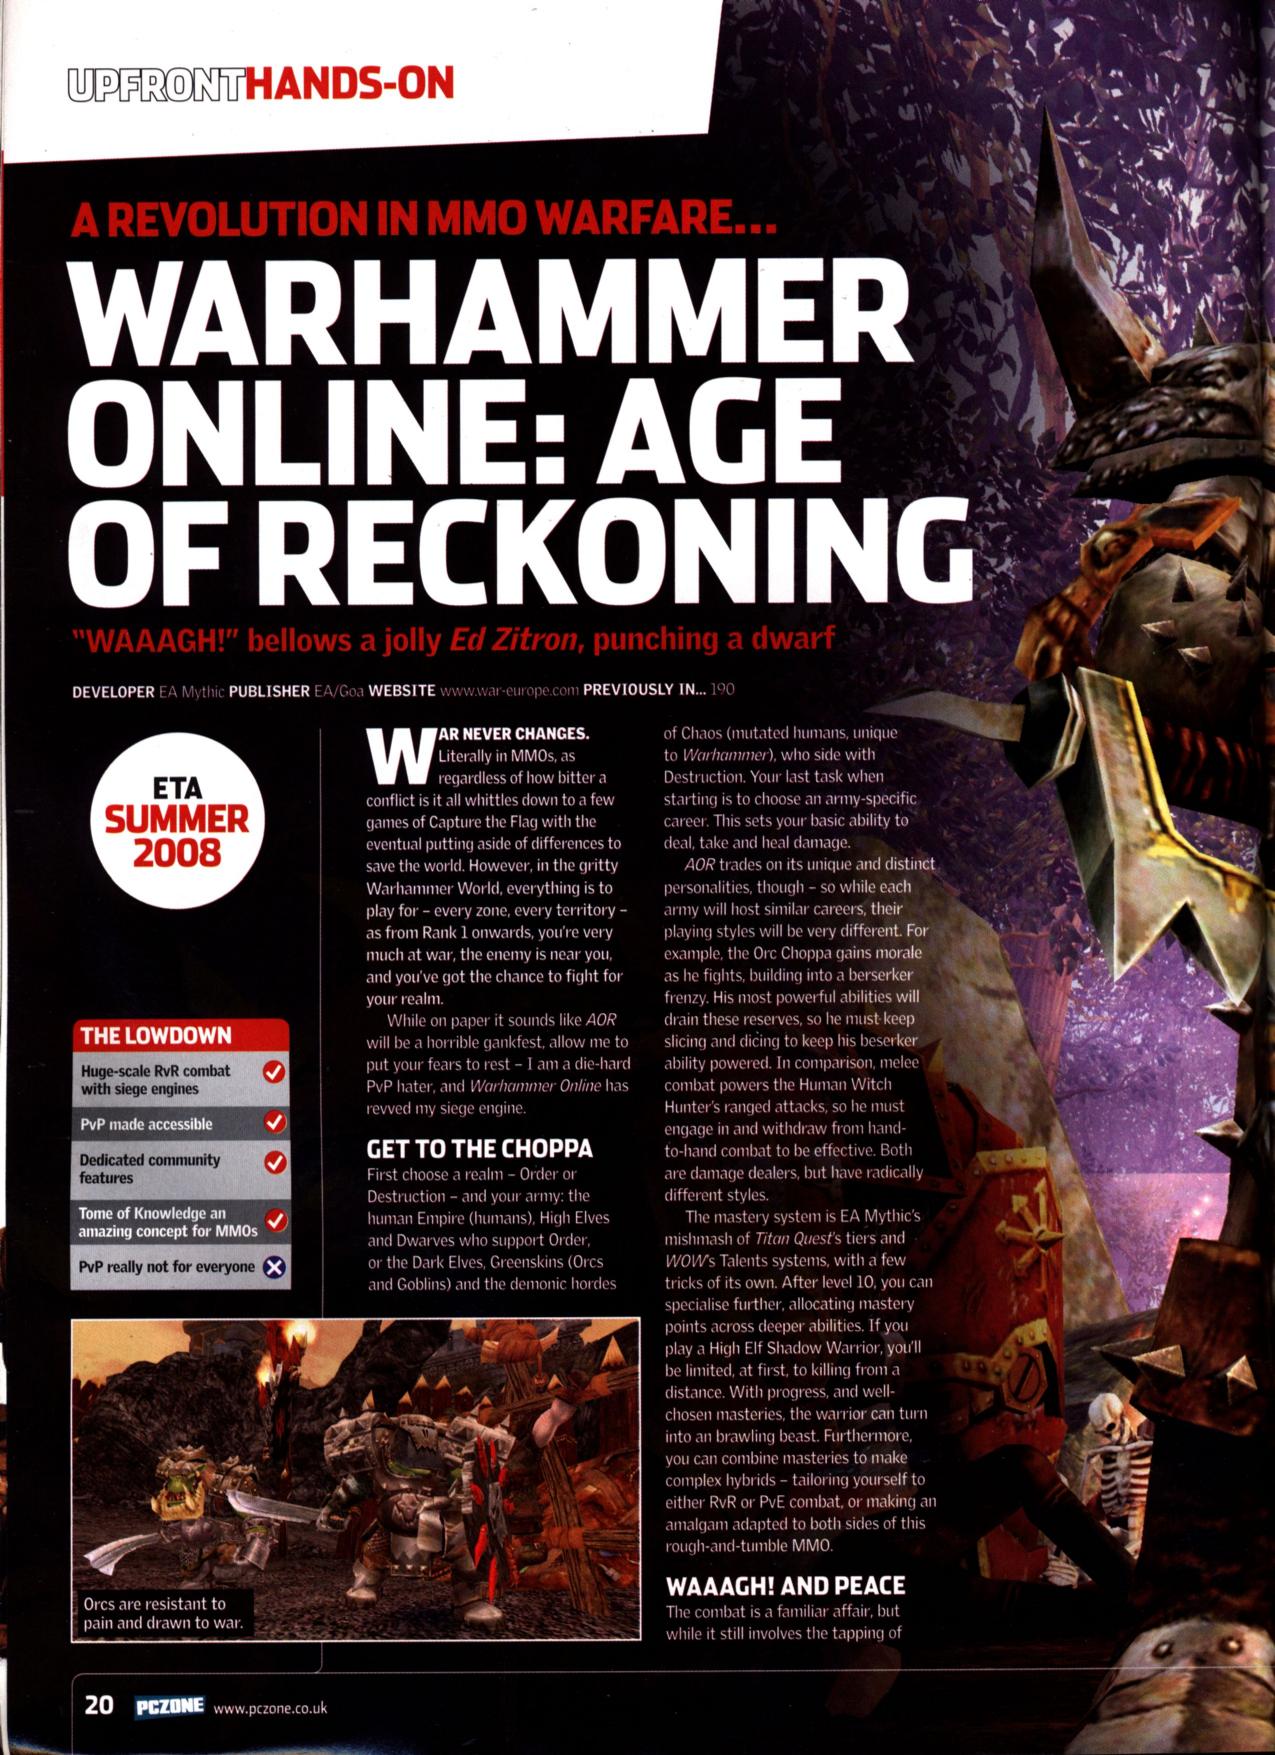 UPFRONTHANDS-ON
A REVOLUTION IN MMO WARFARE...
WARHAMMER
ONLINE: AGE
OF RECKONING
"WAAAGH!" bellows a jolly Ed Zitron, punching a dwarf
DEVELOPER EA Mythic PUBLISHER EA/Goa WEBSITE www.war-europe.com PREVIOUSLY IN... 190
ETA
SUMMER
2008
THE LOWDOWN
Huge-scale RvR combat
with siege engines
PvP made accessible
Dedicated community
features
Tome of Knowledge an
amazing concept for MMOs
PvP really not for everyone
WAR NEVER CHANGES.
Literally in MMOs, as
regardless of how bitter a
conflict is it all whittles down to a few
games of Capture the Flag with the
eventual putting aside of differences to
save the world. However, in the gritty
Warhammer World, everything is to
play for – every zone, every territory –
as from Rank 1 onwards, you're very
much at war, the enemy is near you,
and you've got the chance to fight for
your realm.
While on paper it sounds like AOR
will be a horrible gankfest, allow me to
put your fears to rest – I am a die-hard
PvP hater, and Warhammer Online has
revved my siege engine.
GET TO THE CHOPPA
First choose a realm – Order or
Destruction – and your army: the
human Empire (humans), High Elves
and Dwarves who support Order,
or the Dark Elves, Greenskins (Orcs
and Goblins) and the demonic hordes
of Chaos (mutated humans, unique
to Warhammer), who side with
Destruction. Your last task when
starting is to choose an army-specific
career. This sets your basic ability to
deal, take and heal damage.
AOR trades on its unique and distinct
personalities, though – so while each
army will host similar careers, their
playing styles will be very different. For
example, the Orc Choppa gains morale
as he fights, building into a berserker
frenzy. His most powerful abilities will
drain these reserves, so he must keep
slicing and dicing to keep his beserker
ability powered. In comparison, melee
combat powers the Human Witch
Hunter's ranged attacks, so he must
engage in and withdraw from hand-
to-hand combat to be effective. Both
are damage dealers, but have radically
different styles.
The mastery system is EA Mythic's
mishmash of Titan Quest's tiers and
WOW's Talents systems, with a few
tricks of its own. After level 10, you can
specialise further, allocating mastery
points across deeper abilities. If you
play a High Elf Shadow Warrior, you'll
be limited, at first, to killing from a
distance. With progress, and well-
chosen masteries, the warrior can turn
into an brawling beast. Furthermore,
you can combine masteries to make
complex hybrids – tailoring yourself to
either RvR or PvE combat, or making an
amalgam adapted to both sides of this
rough-and-tumble MMO.
WAAAGH! AND PEACE
The combat is a familiar affair, but
while it still involves the tapping of
Orcs are resistant to
pain and drawn to war.
20 PCZONE www.pczone.co.uk